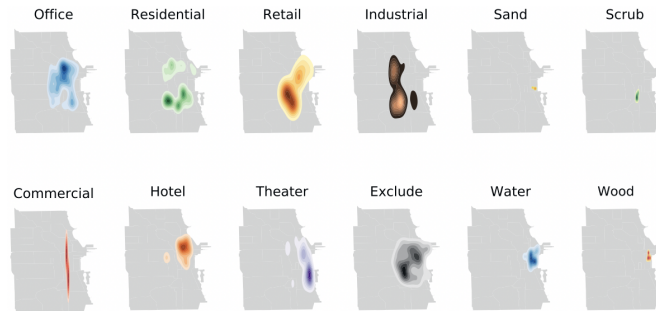 Office Residential Retail Industrial Sand Scrub
Commercial Hotel Theater Exclude Water Wood